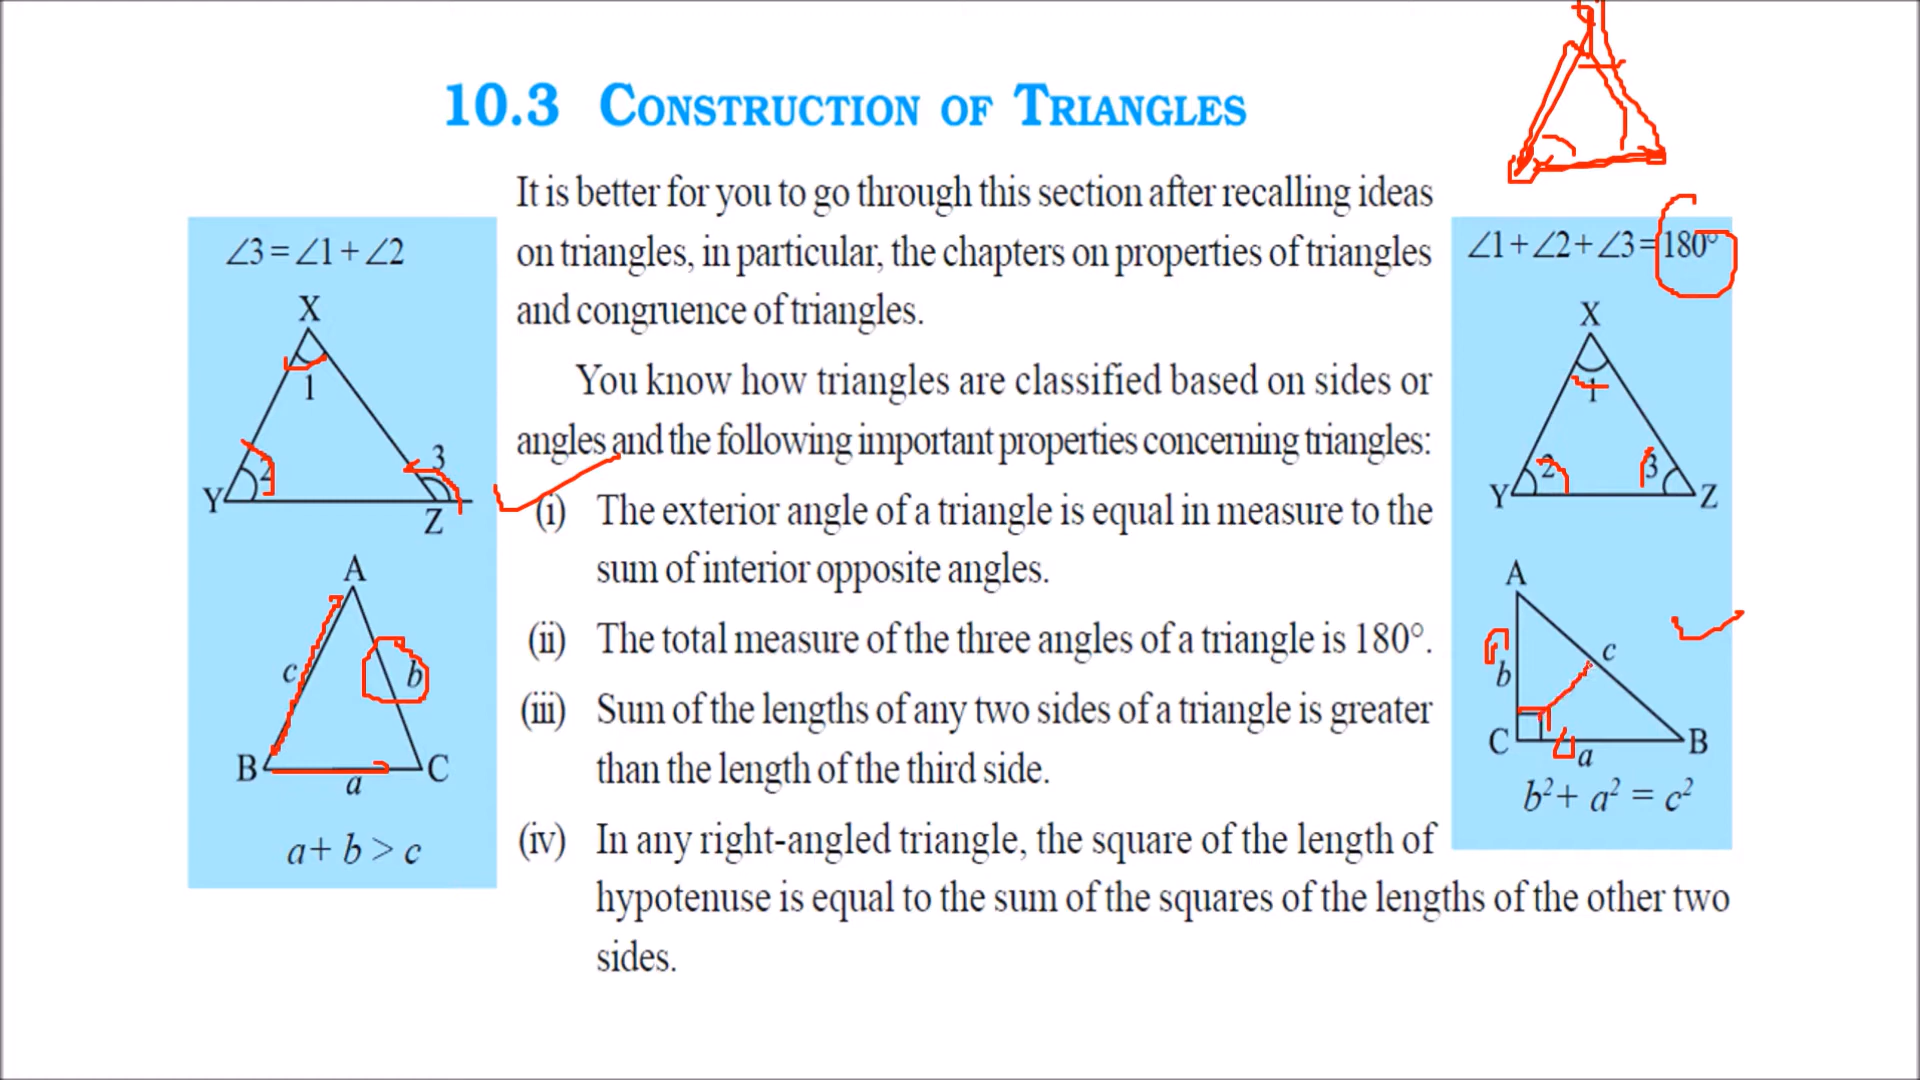 10.3 CONSTRUCTION OF TRIANGLES
It is better for you to go through this section after recalling ideas
on triangles, in particular, the chapters on properties of triangles
and congruence of triangles.
You know how triangles are classified based on sides or
angles and the following important properties concerning triangles:
(i) The exterior angle of a triangle is equal in measure to the
sum of interior opposite angles.
(ii) The total measure of the three angles of a triangle is 180°.
(iii) Sum of the lengths of any two sides of a triangle is greater
than the length of the third side.
(iv) In any right-angled triangle, the square of the length of
hypotenuse is equal to the sum of the squares of the lengths of the other two
sides.
∠3 = ∠1 + ∠2
X
1
2
3
Y
Z
A
c
b
B
C
a
a + b > c
∠1 + ∠2 + ∠3 = 180°
X
1
2
3
Y
Z
A
c
b
C
B
a
b² + a² = c²